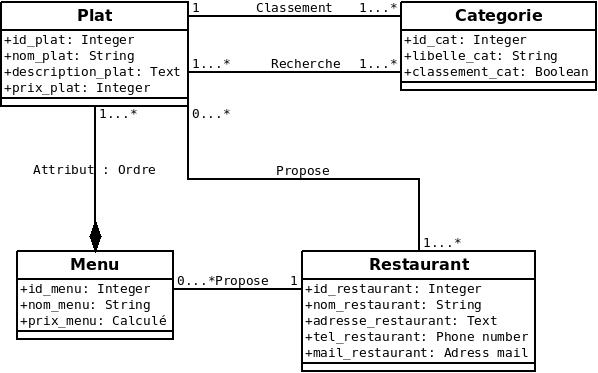 Plat
+id_plat: Integer
+nom_plat: String
+description_plat: Text
+prix_plat: Integer
1 Classement 1...*
1...* Recherche 1...*
Categorie
+id_cat: Integer
+libelle_cat: String
+classement_cat: Boolean
1...*
0...*
Attribut : Ordre
Propose
1...*
Menu
+id_menu: Integer
+nom_menu: String
+prix_menu: Calculé
0...*Propose 1
Restaurant
+id_restaurant: Integer
+nom_restaurant: String
+adresse_restaurant: Text
+tel_restaurant: Phone number
+mail_restaurant: Adress mail